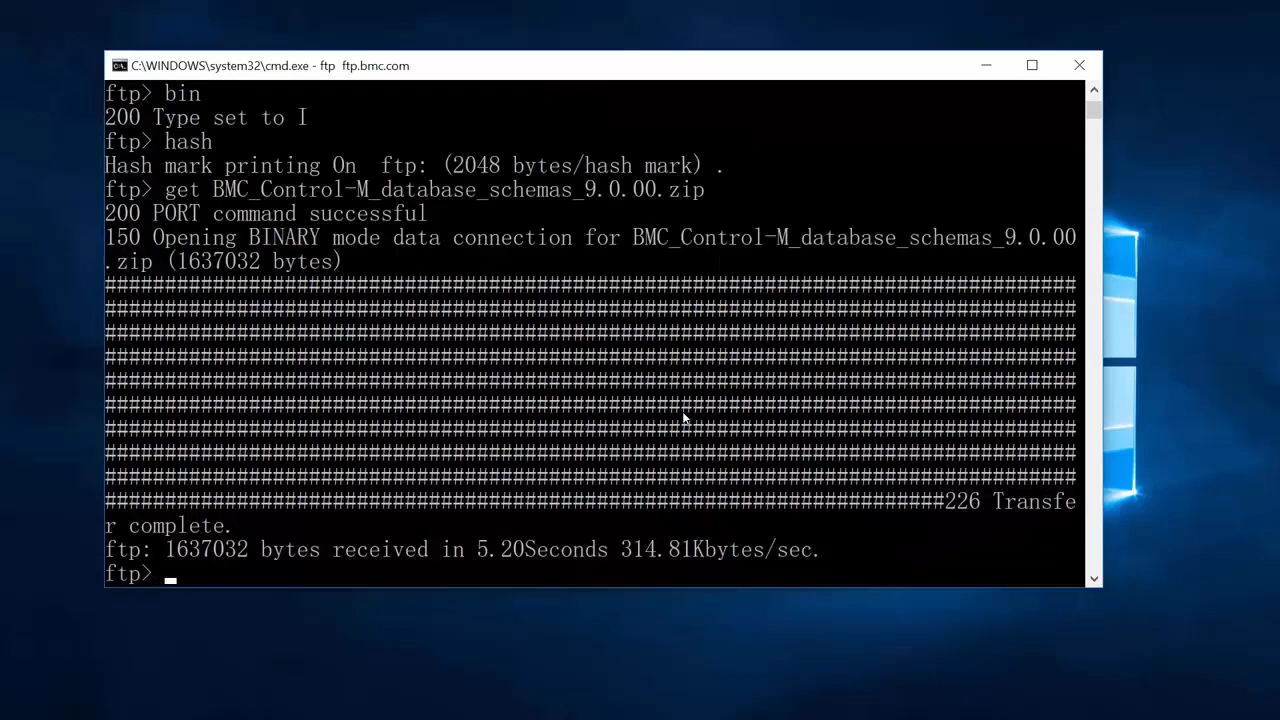 C:\WINDOWS\system32\cmd.exe - ftp  ftp.bmc.com
ftp> bin
200 Type set to I
ftp> hash
Hash mark printing On  ftp: (2048 bytes/hash mark) .
ftp> get BMC_Control-M_database_schemas_9.0.00.zip
200 PORT command successful
150 Opening BINARY mode data connection for BMC_Control-M_database_schemas_9.0.00
.zip (1637032 bytes)
#################################################################################
#################################################################################
#################################################################################
#################################################################################
#################################################################################
#################################################################################
#################################################################################
#################################################################################
#################################################################################
######################################################################226 Transfe
r complete.
ftp: 1637032 bytes received in 5.20Seconds 314.81Kbytes/sec.
ftp>